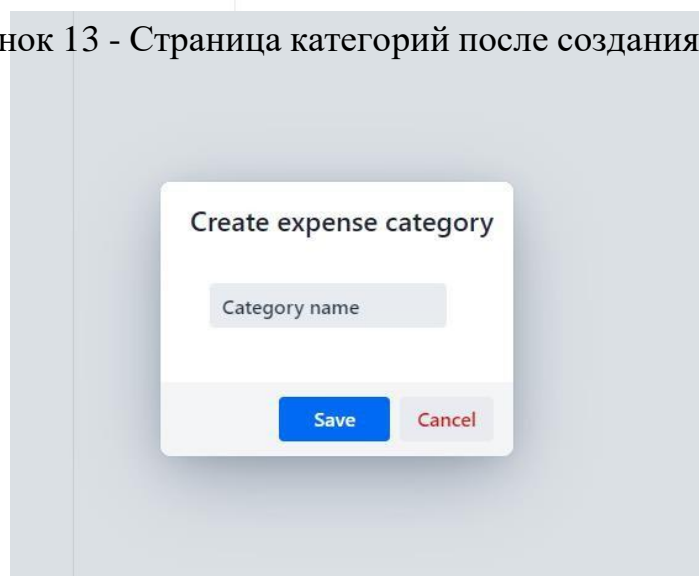 нок 13 - Страница категорий после создания
Create expense category
Category name
Save
Cancel